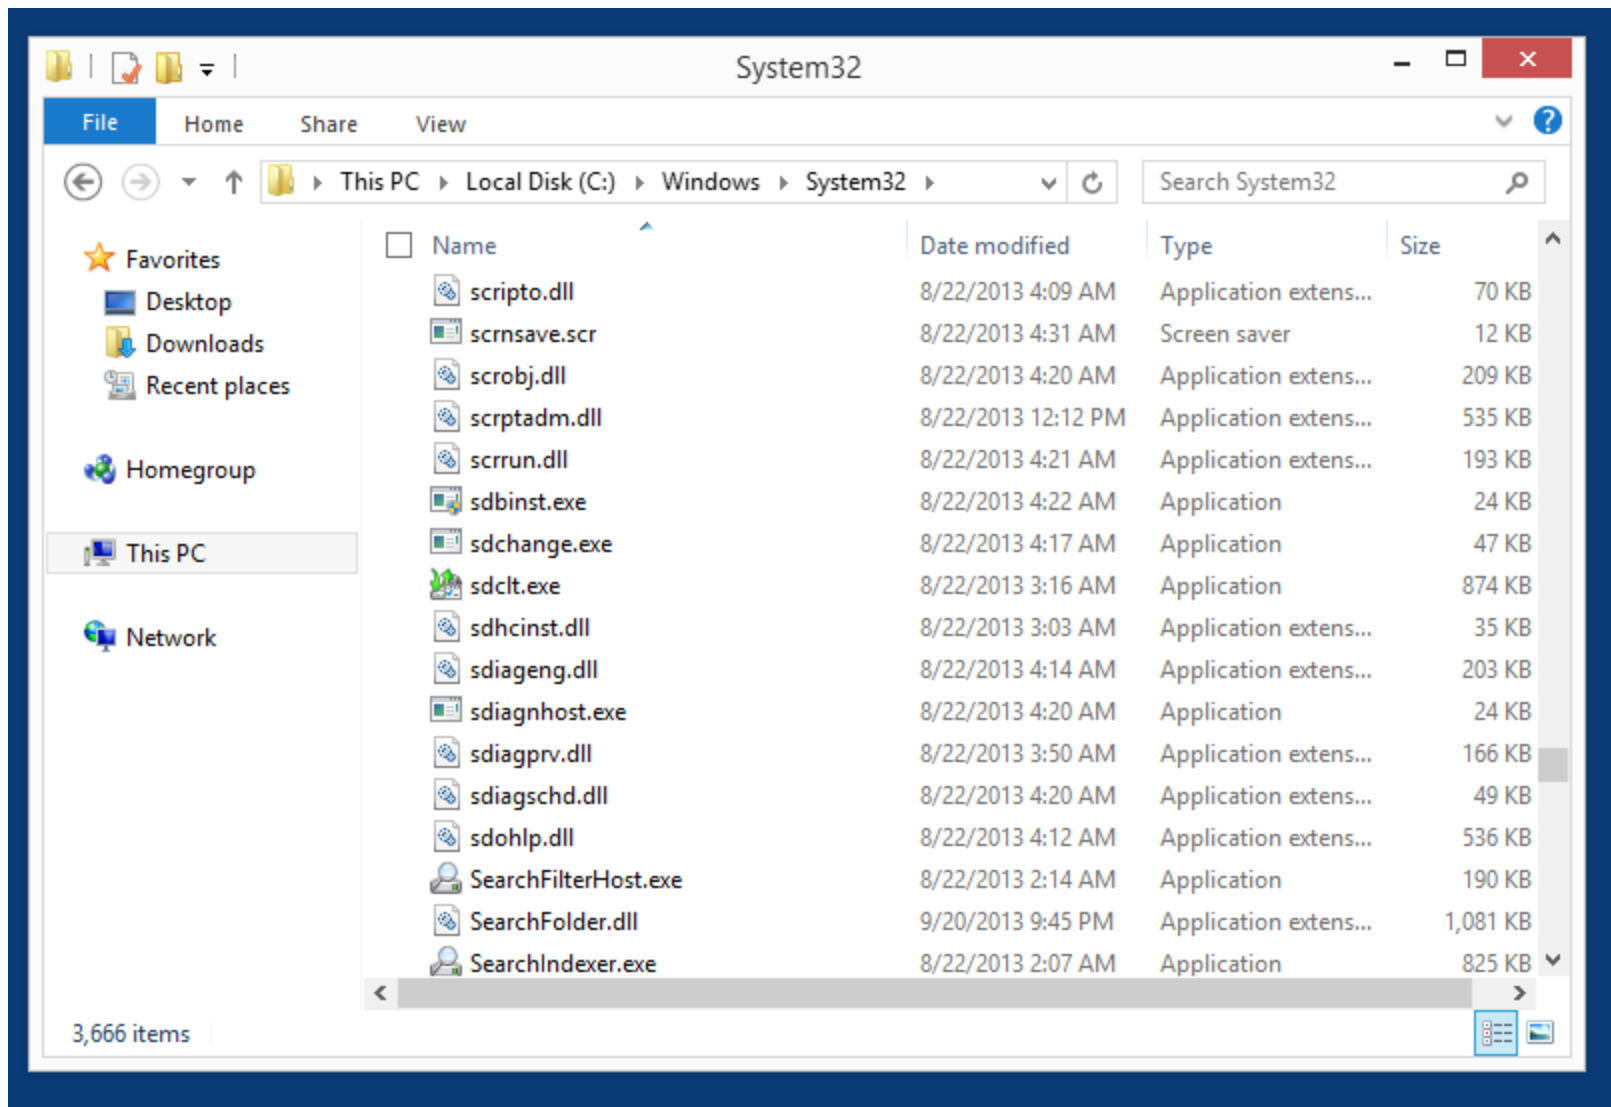 System32
File Home Share View
This PC Local Disk (C:) Windows System32 Search System32
Favorites
Desktop
Downloads
Recent places
Homegroup
This PC
Network
Name Date modified Type Size
scripto.dll 8/22/2013 4:09 AM Application extens... 70 KB
scrnsave.scr 8/22/2013 4:31 AM Screen saver 12 KB
scrobj.dll 8/22/2013 4:20 AM Application extens... 209 KB
scrptadm.dll 8/22/2013 12:12 PM Application extens... 535 KB
scrrun.dll 8/22/2013 4:21 AM Application extens... 193 KB
sdbinst.exe 8/22/2013 4:22 AM Application 24 KB
sdchange.exe 8/22/2013 4:17 AM Application 47 KB
sdclt.exe 8/22/2013 3:16 AM Application 874 KB
sdhcinst.dll 8/22/2013 3:03 AM Application extens... 35 KB
sdiageng.dll 8/22/2013 4:14 AM Application extens... 203 KB
sdiagnhost.exe 8/22/2013 4:20 AM Application 24 KB
sdiagprv.dll 8/22/2013 3:50 AM Application extens... 166 KB
sdiagschd.dll 8/22/2013 4:20 AM Application extens... 49 KB
sdohlp.dll 8/22/2013 4:12 AM Application extens... 536 KB
SearchFilterHost.exe 8/22/2013 2:14 AM Application 190 KB
SearchFolder.dll 9/20/2013 9:45 PM Application extens... 1,081 KB
SearchIndexer.exe 8/22/2013 2:07 AM Application 825 KB
3,666 items